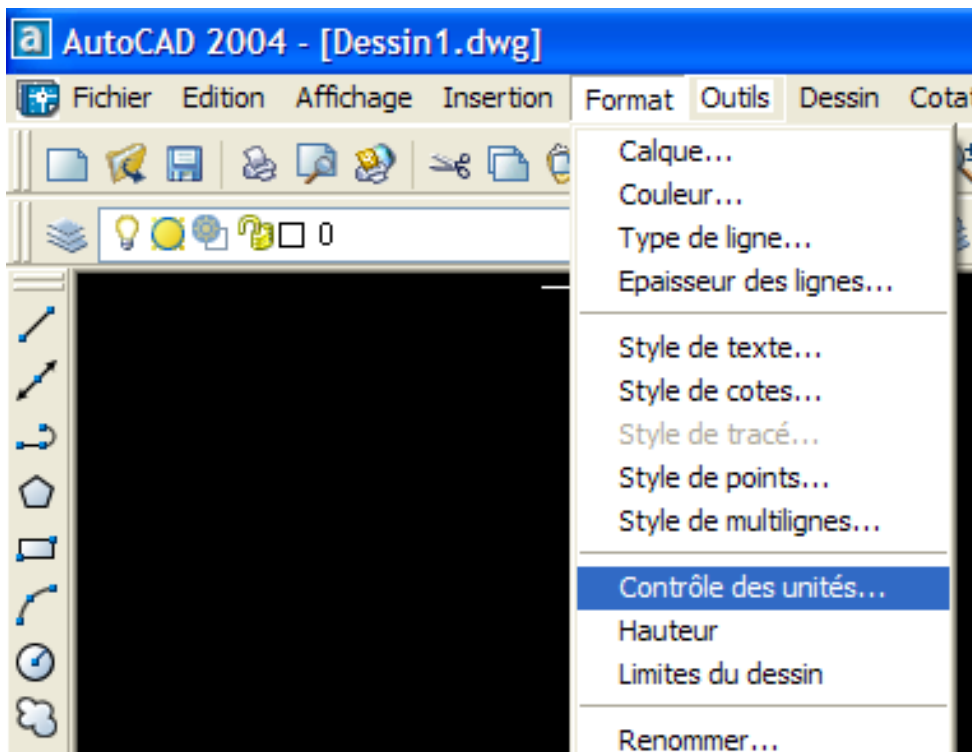 AutoCAD 2004 - [Dessin1.dwg]
Fichier Edition Affichage Insertion Format Outils Dessin
0
Calque...
Couleur...
Type de ligne...
Epaisseur des lignes...
Style de texte...
Style de cotes...
Style de tracé...
Style de points...
Style de multilignes...
Contrôle des unités...
Hauteur
Limites du dessin
Renommer...